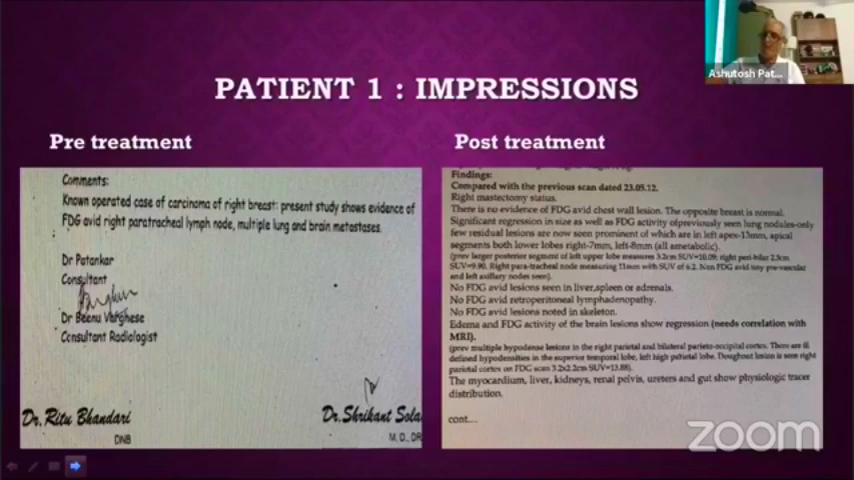 PATIENT 1 : IMPRESSIONS
Pre treatment
Comments:
Known operated case of carcinoma of right breast: present study shows evidence of
FDG avid right paratracheal lymph node, multiple lung and brain metastases.
Dr Patankar
Consultant
Dr Beenu Varghese
Consultant Radiologist
Dr. Ritu Bhandari
DNB
Dr. Shrikant Sola
M. D., DR
Post treatment
Findings:
Compared with the previous scan dated 23.05.12.
Right mastectomy status.
There is no evidence of FDG avid chest wall lesion. The opposite breast is normal.
Significant regression in size as well as FDG activity ofpreviously seen lung nodules-only
few residual lesions are now seen prominent of which are in left apex-13mm, apical
segments both lower lobes right-7mm, left-8mm (all ametabolic).
(prev larger posterior segment of left upper lobe measures 3.2cm SUV=10.09; right peri-hilar 2.3cm
SUV=9.90. Right para-tracheal node measuring 11mm with SUV of 6.2. Non FDG avid tiny pre-vascular
and left axillary nodes seen).
No FDG avid lesions seen in liver,spleen or adrenals.
No FDG avid retroperitoneal lymphadenopathy.
No FDG avid lesions noted in skeleton.
Edema and FDG activity of the brain lesions show regression (needs correlation with
MRI).
(prev multiple hypodense lesions in the right parietal and bilateral parieto-occipital cortex. There are ill
defined hypodensities in the superior temporal lobe, left high parietal lobe. Doughnut lesion is seen right
parietal cortex on FDG scan 3.2x2.2cm SUV=13.88).
The myocardium, liver, kidneys, renal pelvis, ureters and gut show physiologic tracer
distribution.
cont...
Ashutosh Pat...
zoom